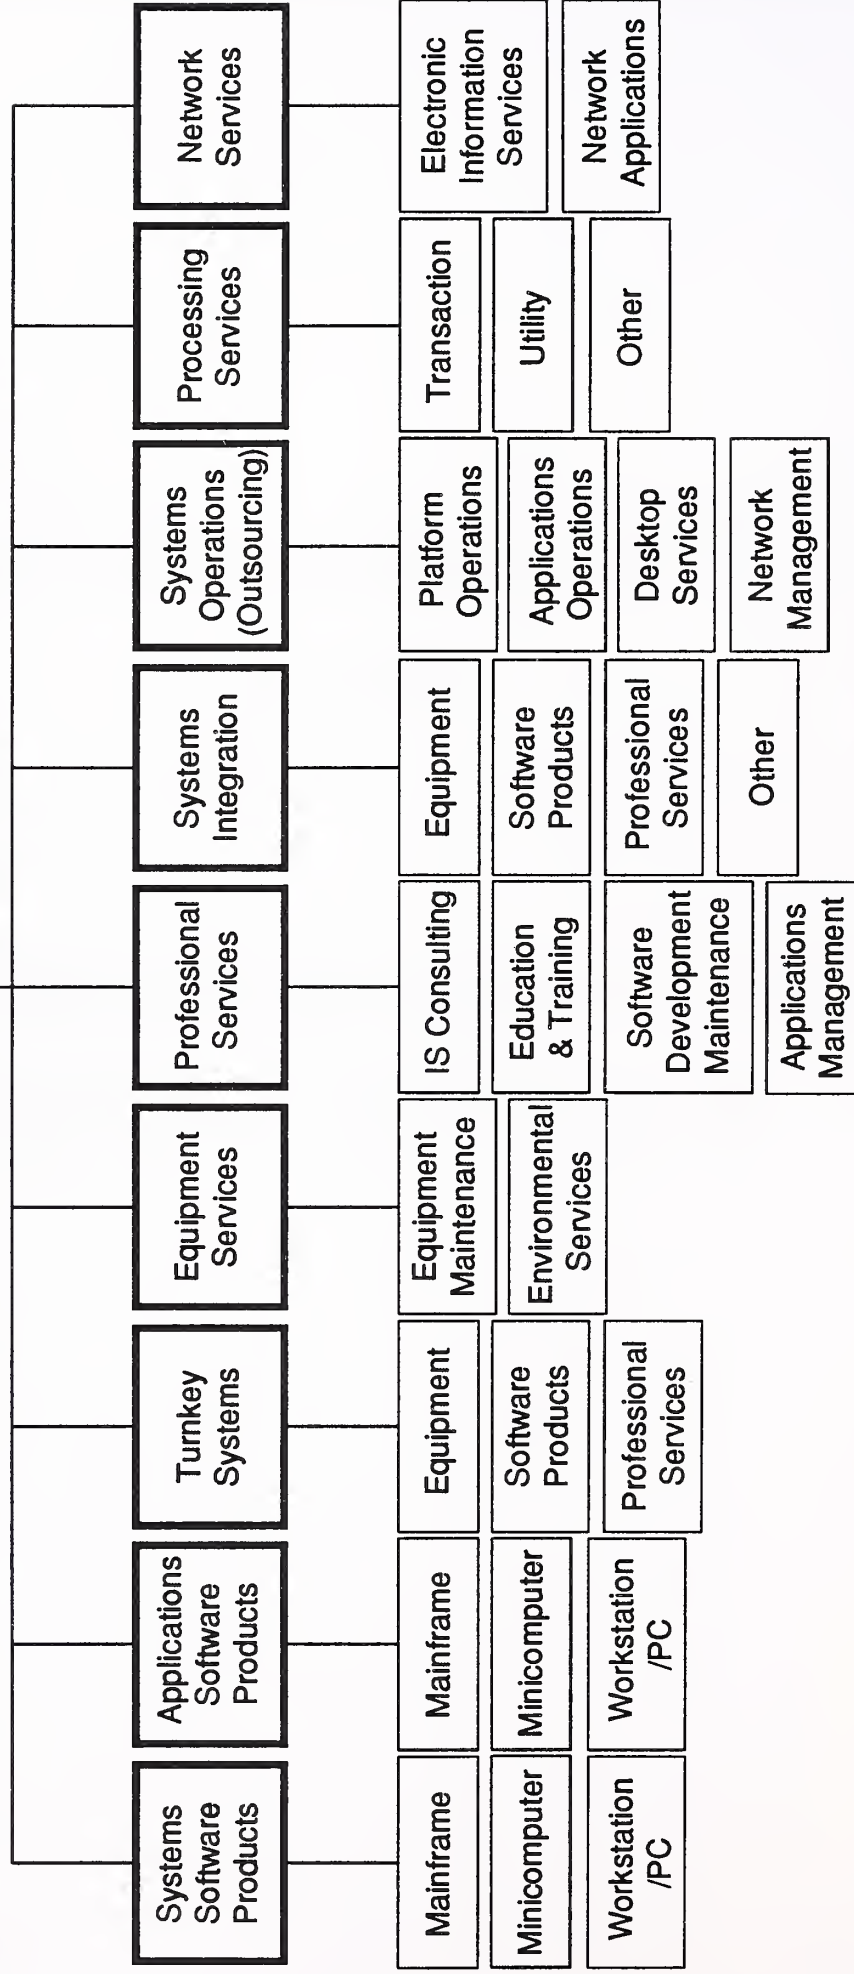 Systems
Software
Products
Mainframe
Minicomputer
Workstation
/PC
Applications
Software
Products
Mainframe
Minicomputer
Workstation
/PC
Turnkey
Systems
Equipment
Software
Products
Professional
Services
Equipment
Services
Equipment
Maintenance
Environmental
Services
Professional
Services
IS Consulting
Education
& Training
Software
Development
Maintenance
Applications
Management
Systems
Integration
Equipment
Software
Products
Professional
Services
Other
Systems
Operations
(Outsourcing)
Platform
Operations
Applications
Operations
Desktop
Services
Network
Management
Processing
Services
Transaction
Utility
Other
Network
Services
Electronic
Information
Services
Network
Applications